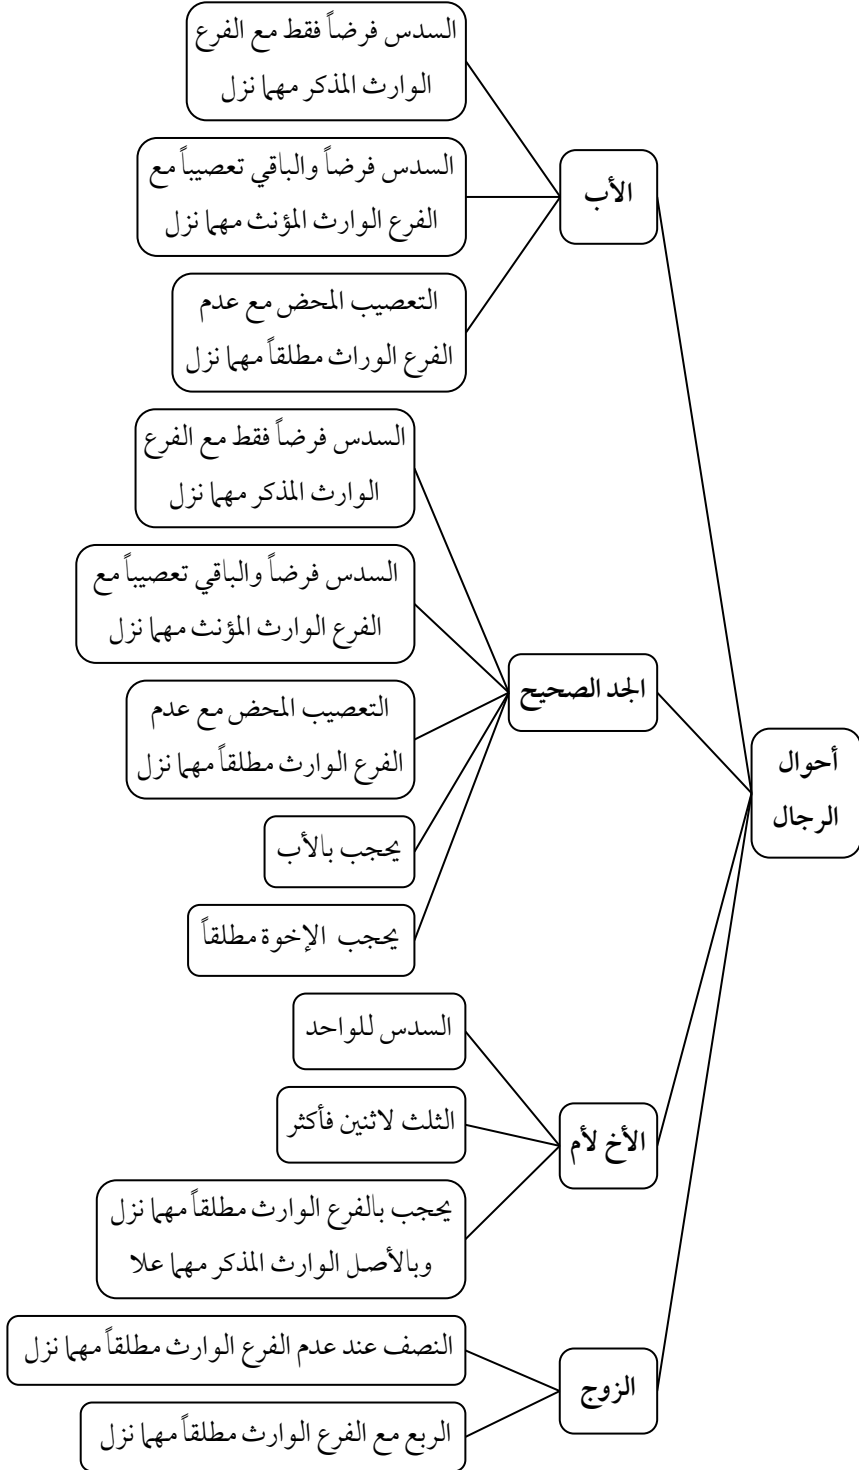 أحوال
الرجال
الأب
السدس فرضاً فقط مع الفرع
الوارث المذكر مهما نزل
السدس فرضاً والباقي تعصيباً مع
الفرع الوارث المؤنث مهما نزل
التعصيب المحض مع عدم
الفرع الوراث مطلقاً مهما نزل
الجد الصحيح
السدس فرضاً فقط مع الفرع
الوارث المذكر مهما نزل
السدس فرضاً والباقي تعصيباً مع
الفرع الوارث المؤنث مهما نزل
التعصيب المحض مع عدم
الفرع الوارث مطلقاً مهما نزل
يحجب بالأب
يحجب الإخوة مطلقاً
الأخ لأم
السدس للواحد
الثلث لاثنين فأكثر
يحجب بالفرع الوارث مطلقاً مهما نزل
وبالأصل الوارث المذكر مهما علا
الزوج
النصف عند عدم الفرع الوارث مطلقاً مهما نزل
الربع مع الفرع الوارث مطلقاً مهما نزل